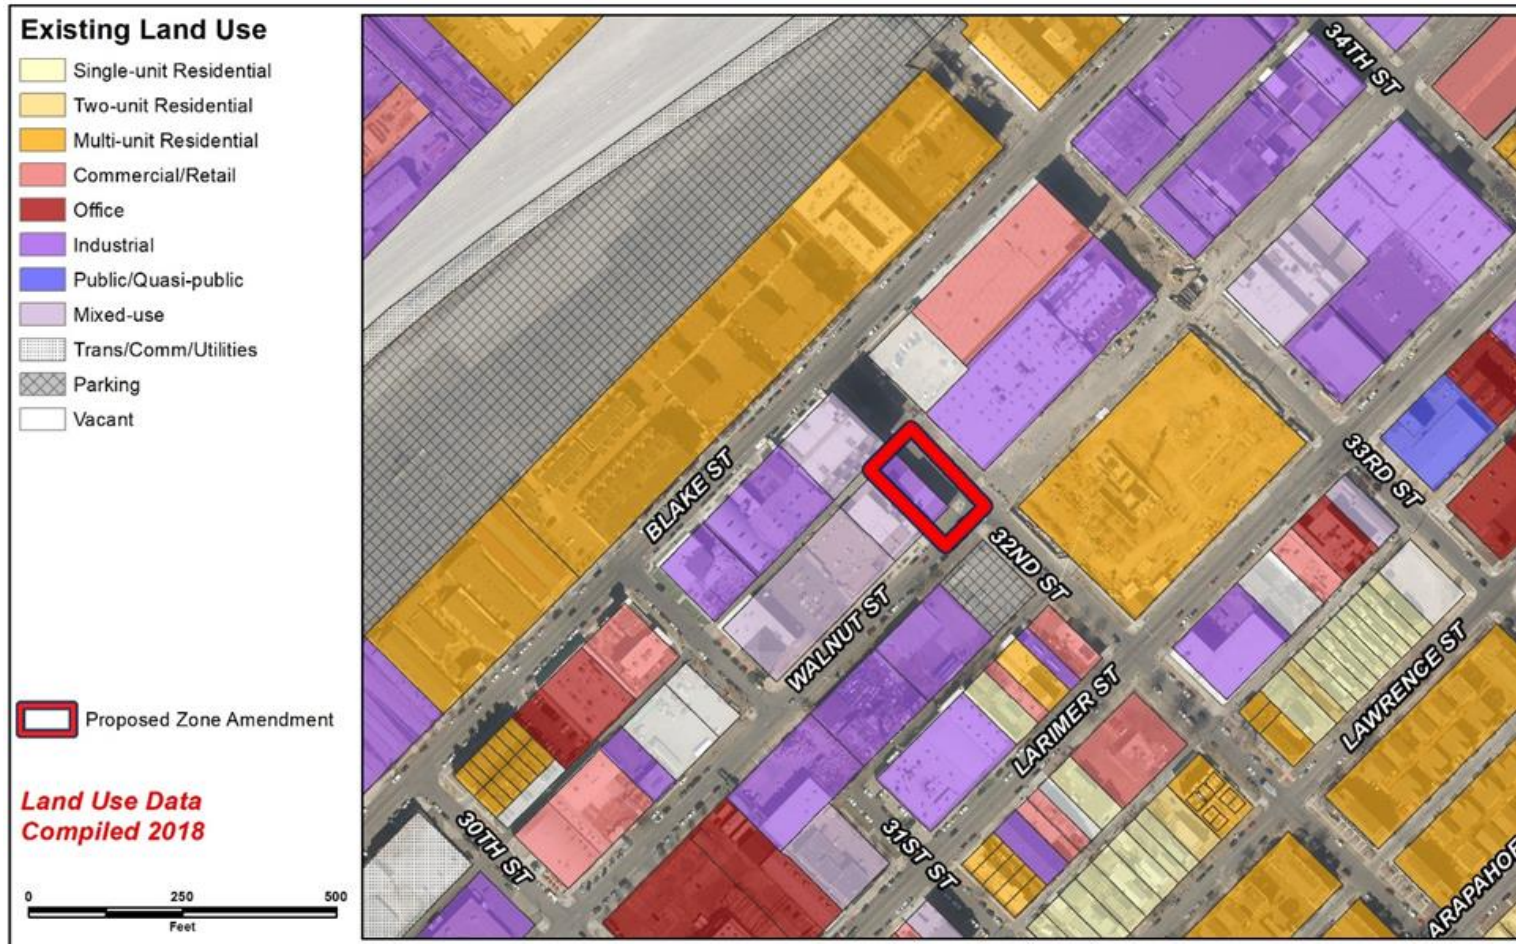 Existing Land Use
Single-unit Residential
Two-unit Residential
Multi-unit Residential
Commercial/Retail
Office
Industrial
Public/Quasi-public
Mixed-use
Trans/Comm/Utilities
Parking
Vacant
Proposed Zone Amendment
Land Use Data
Compiled 2018
0 250 500
Feet
34TH ST
33RD ST
BLAKE ST
32ND ST
WALNUT ST
LAWRENCE ST
LARIMER ST
31ST ST
30TH ST
ARAPAHOE